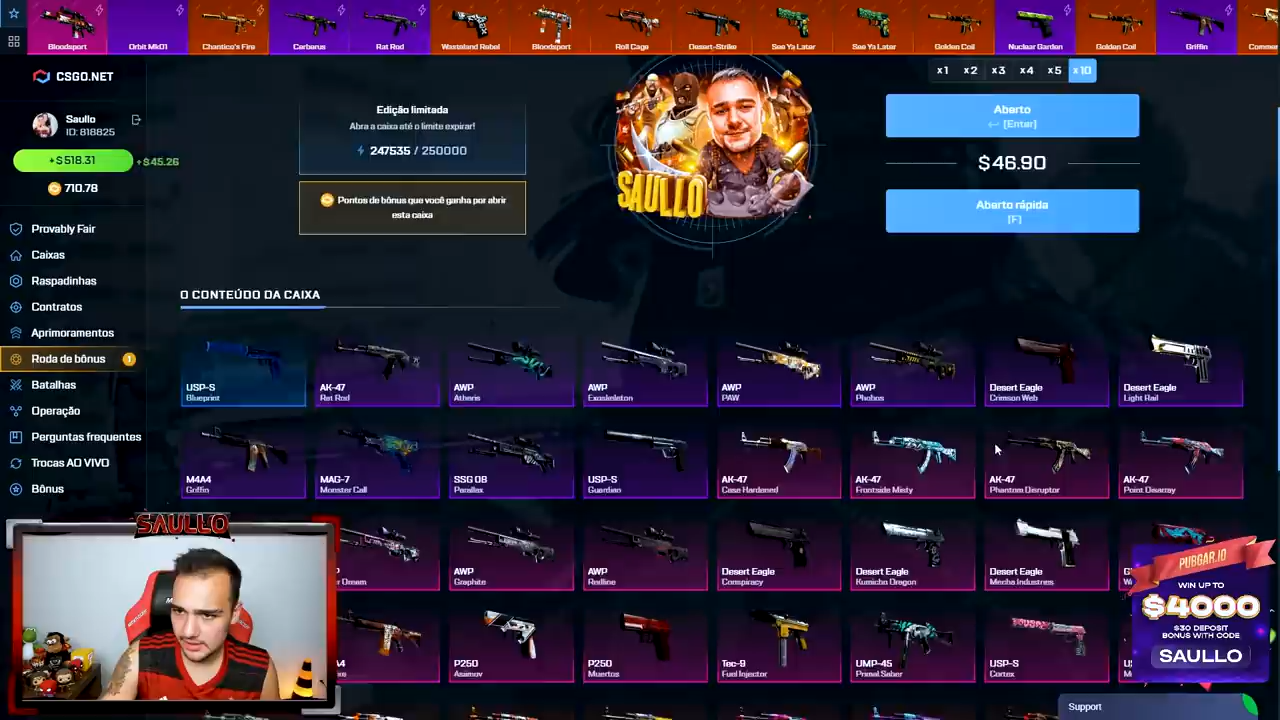 Bloodsport
Orbit Mk01
Chantico's Fire
Cerberus
Rat Rod
Wasteland Rebel
Bloodsport
Roll Cage
Desert-Strike
See Ya Later
See Ya Later
Golden Coil
Nuclear Garden
Golden Coil
Griffin
CSGO.NET
Saullo
ID: 818825
+$518.31
+$45.26
710.78
Provably Fair
Caixas
Raspadinhas
Contratos
Aprimoramentos
Roda de bônus
1
Batalhas
Operação
Perguntas frequentes
Trocas AO VIVO
Bônus
Edição limitada
Abra a caixa até o limite expirar!
247535 / 250000
Pontos de bônus que você ganha por abrir
esta caixa
SAULLO
x1 x2 x3 x4 x5 x10
Aberto
[Enter]
$46.90
Aberto rápida
[F]
O CONTEÚDO DA CAIXA
USP-S
Blueprint
AK-47
Rat Rod
AWP
Atheris
AWP
Exoskeleton
AWP
PAW
AWP
Phobos
Desert Eagle
Crimson Web
Desert Eagle
Light Rail
M4A4
Griffin
MAG-7
Monster Call
SSG 08
Parallax
USP-S
Guardian
AK-47
Case Hardened
AK-47
Frontside Misty
AK-47
Phantom Disruptor
AK-47
Point Disarray
AWP
Graphite
AWP
Redline
Desert Eagle
Conspiracy
Desert Eagle
Kumicho Dragon
Desert Eagle
Mecha Industries
P250
Asiimov
P250
Muertos
Tec-9
Fuel Injector
UMP-45
Primal Saber
USP-S
Cortex
SAULLO
PUBGAR.IO
WIN UP TO
$4000
$30 DEPOSIT
BONUS WITH CODE
SAULLO
Support